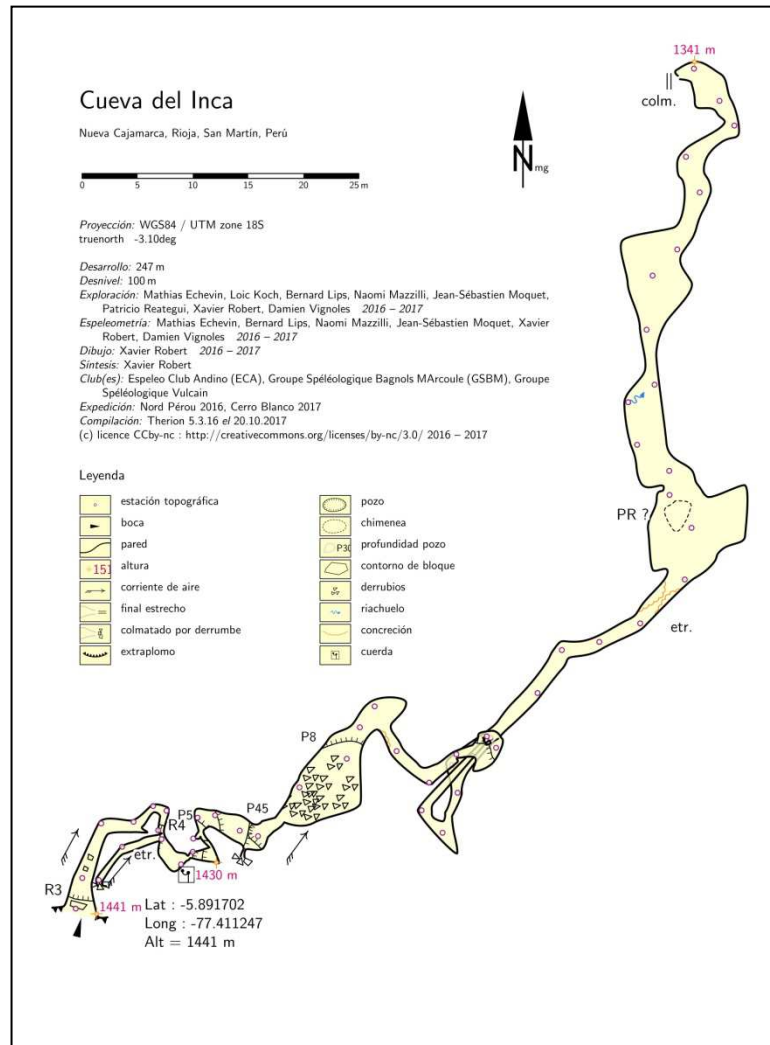 1341 m
colm.
Cueva del Inca
Nueva Cajamarca, Rioja, San Martín, Perú
N mg
0 5 10 15 20 25 m
Proyección: WGS84 / UTM zone 18S
truenorth -3.10deg
Desarrollo: 247 m
Desnivel: 100 m
Exploración: Mathias Echevin, Loic Koch, Bernard Lips, Naomi Mazzilli, Jean-Sébastien Moquet,
Patricio Reategui, Xavier Robert, Damien Vignoles 2016 – 2017
Espeleometría: Mathias Echevin, Bernard Lips, Naomi Mazzilli, Jean-Sébastien Moquet, Xavier
Robert, Damien Vignoles 2016 – 2017
Dibujo: Xavier Robert 2016 – 2017
Síntesis: Xavier Robert
Club(es): Espeleo Club Andino (ECA), Groupe Spéléologique Bagnols MArcoule (GSBM), Groupe
Spéléologique Vulcain
Expedición: Nord Pérou 2016, Cerro Blanco 2017
Compilación: Therion 5.3.16 el 20.10.2017
(c) licence CCby-nc : http://creativecommons.org/licenses/by-nc/3.0/ 2016 – 2017
Leyenda
estación topográfica
boca
pared
151 altura
corriente de aire
final estrecho
colmatado por derrumbe
extraplomo
pozo
chimenea
P30 profundidad pozo
contorno de bloque
derrubios
riachuelo
concreción
cuerda
PR ?
etr.
P8
P5
P45
R4
etr.
R3
1430 m
1441 m
Lat : -5.891702
Long : -77.411247
Alt = 1441 m